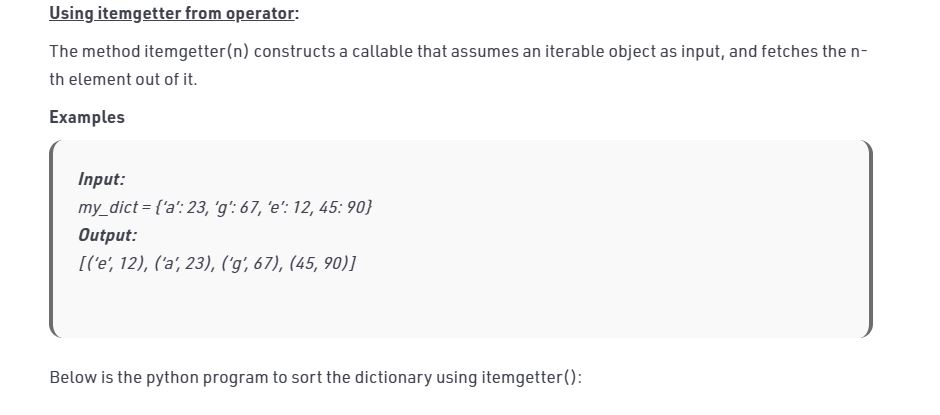 Using itemgetter from operator:
The method itemgetter(n) constructs a callable that assumes an iterable object as input, and fetches the n-
th element out of it.
Examples
Input:
my_dict = {‘a’: 23, ‘g’: 67, ‘e’: 12, 45: 90}
Output:
[(‘e’, 12), (‘a’, 23), (‘g’, 67), (45, 90)]
Below is the python program to sort the dictionary using itemgetter():